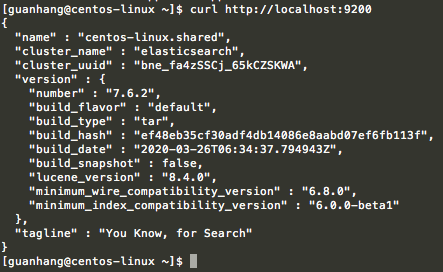 [guanhang@centos-linux ~]$ curl http://localhost:9200
{
  "name" : "centos-linux.shared",
  "cluster_name" : "elasticsearch",
  "cluster_uuid" : "bne_fa4zSSCj_65kCZSKWA",
  "version" : {
    "number" : "7.6.2",
    "build_flavor" : "default",
    "build_type" : "tar",
    "build_hash" : "ef48eb35cf30adf4db14086e8aabd07ef6fb113f",
    "build_date" : "2020-03-26T06:34:37.794943Z",
    "build_snapshot" : false,
    "lucene_version" : "8.4.0",
    "minimum_wire_compatibility_version" : "6.8.0",
    "minimum_index_compatibility_version" : "6.0.0-beta1"
  },
  "tagline" : "You Know, for Search"
}
[guanhang@centos-linux ~]$